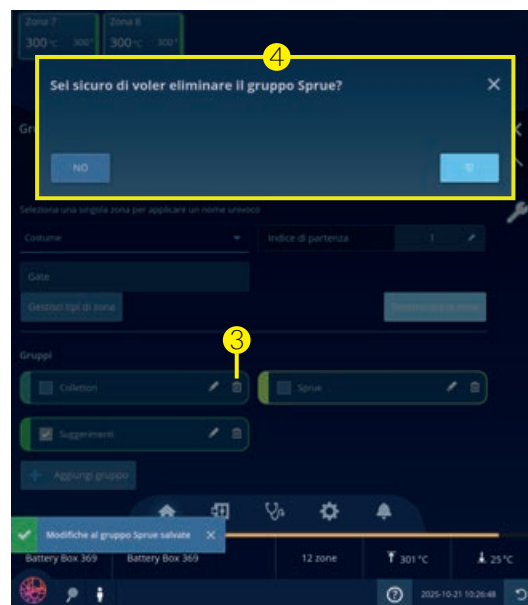 Zona 7 Zona 8
300 °C 300° 300 °C 300°
4
Sei sicuro di voler eliminare il gruppo Sprue?
NO SI
Seleziona una singola zona per applicare un nome univoco
Costume Indice di partenza 1
Gate
Gestisci tipi di zona
3
Gruppi
Collettori Sprue
Suggerimenti
Aggiungi gruppo
Modifiche al gruppo Sprue salvate
Battery Box 369 Battery Box 369 12 zone 301 °C 25 °C
2025-10-21 10:26:48